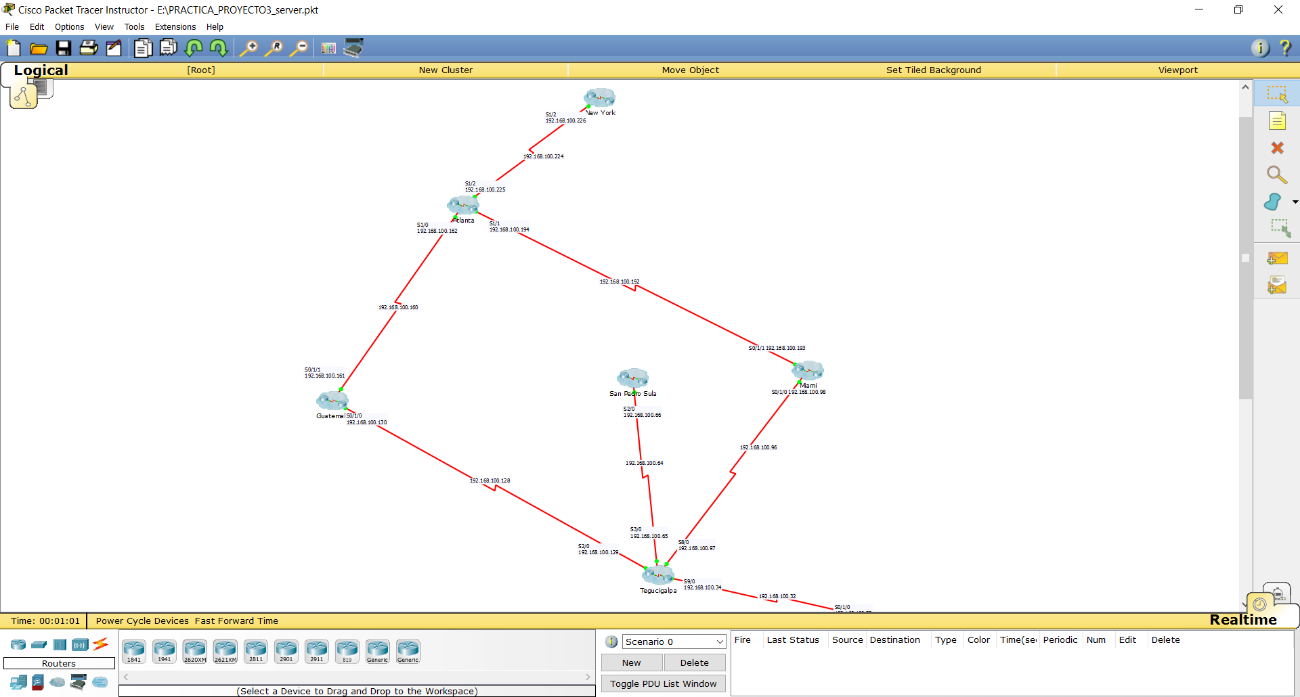 Cisco Packet Tracer Instructor - E:\PRACTICA_PROYECTO3_server.pkt
File Edit Options View Tools Extensions Help
Logical [Root] New Cluster Move Object Set Tiled Background Viewport
New York
S1/2
192.168.100.226
192.168.100.224
S1/2
192.168.100.225
Atlanta
S1/0
192.168.100.162
S1/1
192.168.100.194
192.168.100.192
192.168.100.160
S0/1/1 192.168.100.193
S0/1/1
192.168.100.161
Miami
S0/1/0 192.168.100.98
San Pedro Sula
S2/0
192.168.100.66
S0/1/0
192.168.100.130
192.168.100.96
192.168.100.64
192.168.100.128
S3/0
192.168.100.65
S8/0
192.168.100.97
192.168.100.129
Tegucigalpa
S9/0
192.168.100.34
192.168.100.32
S0/1/0
Time: 00:01:01 Power Cycle Devices Fast Forward Time Realtime
Routers
1841 1941 2620XM 2621XM 2811 2901 2911 819 Generic Generic
(Select a Device to Drag and Drop to the Workspace)
Scenario 0
New Delete
Toggle PDU List Window
Fire Last Status Source Destination Type Color Time(sec Periodic Num Edit Delete